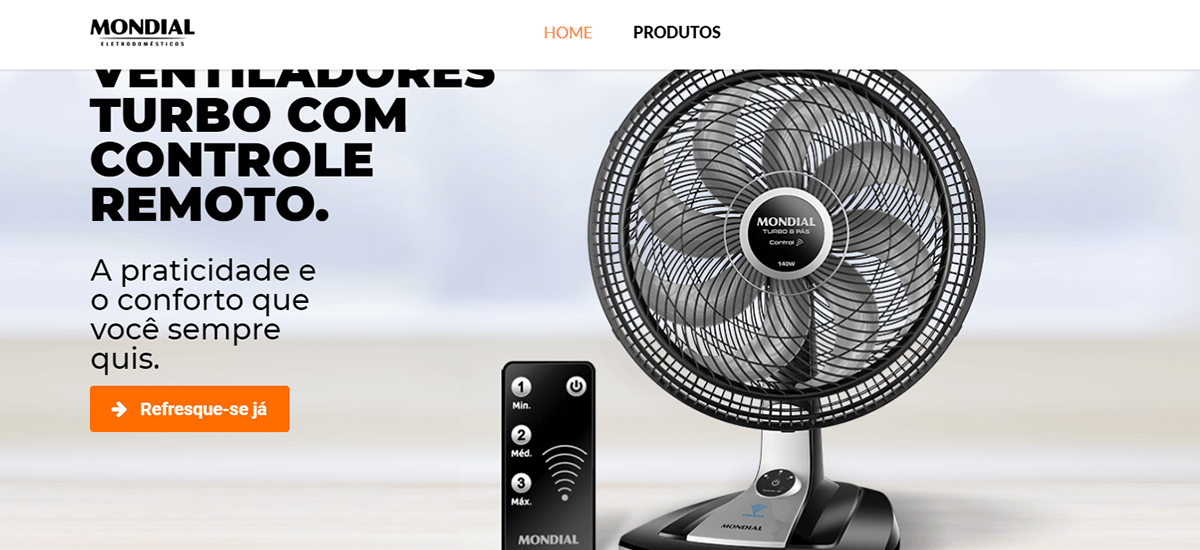 MONDIAL
ELETRODOMÉSTICOS
HOME
PRODUTOS
VENTILADORES
TURBO COM
CONTROLE
REMOTO.
A praticidade e
o conforto que
você sempre
quis.
Refresque-se já
MONDIAL
TURBO 8 PÁS
Control
140W
1
Min.
2
Méd.
3
Máx.
MONDIAL
MONDIAL